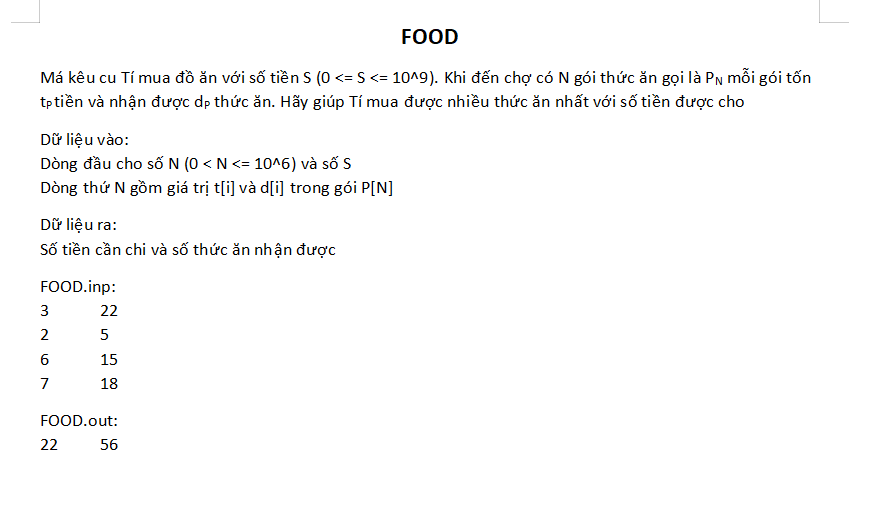 FOOD
Má kêu cu Tí mua đồ ăn với số tiền S (0 <= S <= 10^9). Khi đến chợ có N gói thức ăn gọi là PN mỗi gói tốn
tP tiền và nhận được dP thức ăn. Hãy giúp Tí mua được nhiều thức ăn nhất với số tiền được cho
Dữ liệu vào:
Dòng đầu cho số N (0 < N <= 10^6) và số S
Dòng thứ N gồm giá trị t[i] và d[i] trong gói P[N]
Dữ liệu ra:
Số tiền cần chi và số thức ăn nhận được
FOOD.inp:
3 22
2 5
6 15
7 18
FOOD.out:
22 56